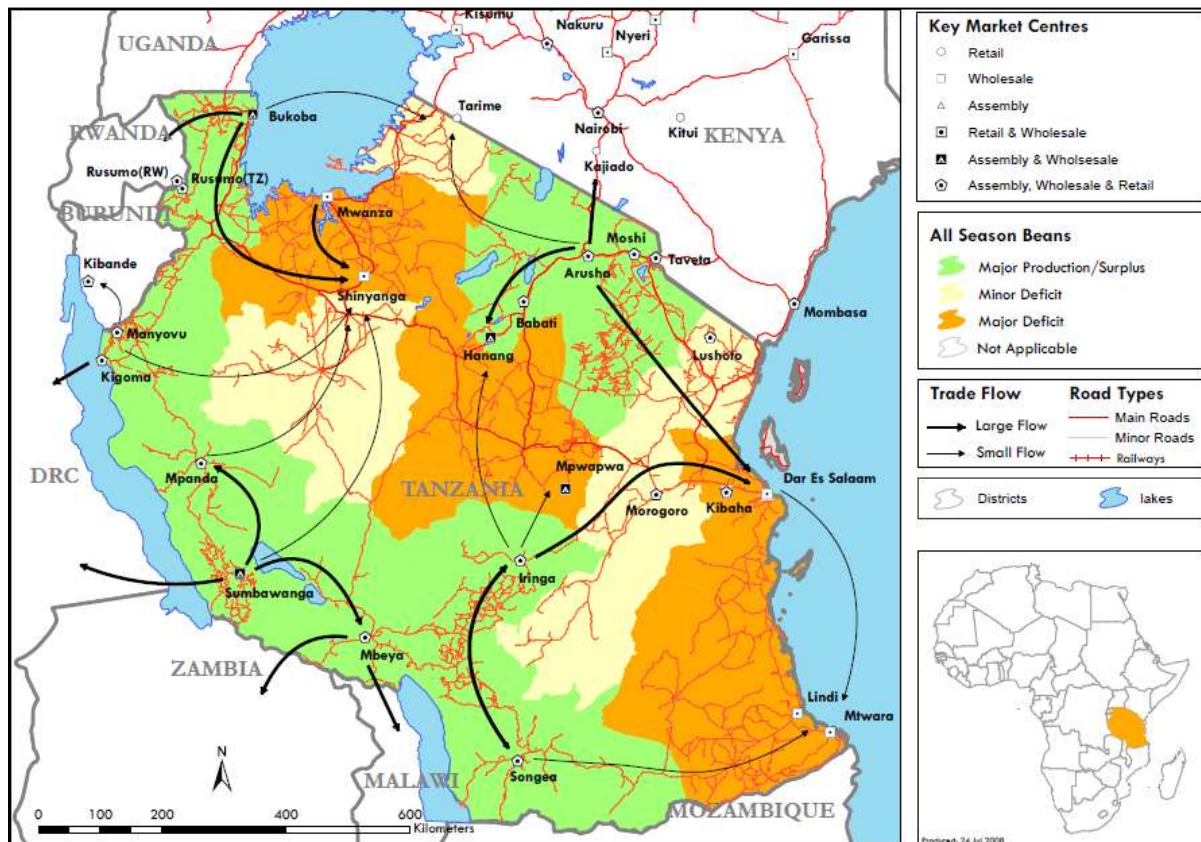 UGANDA
Kisumu
Nakuru
Nyeri
Garissa
Bukoba
Tarime
RWANDA
Nairobi
Kitui
KENYA
Kajiado
Rusumo(RW)
Rusumo(TZ)
BURUNDI
Mwanza
Moshi
Kibande
Arusha
Taveta
Shinyanga
Babati
Mombasa
Manyovu
Hanang
Lushoto
Kigoma
DRC
Mpanda
Mpwapwa
TANZANIA
Dar Es Salaam
Morogoro
Kibaha
Iringa
Sumbawanga
Mbeya
ZAMBIA
Lindi
Mtwara
N
Songea
MALAWI
MOZAMBIQUE
0 100 200 400 600
Kilometers
Key Market Centres
Retail
Wholesale
Assembly
Retail & Wholesale
Assembly & Wholsesale
Assembly, Wholesale & Retail
All Season Beans
Major Production/Surplus
Minor Deficit
Major Deficit
Not Applicable
Trade Flow
Road Types
Large Flow
Main Roads
Small Flow
Minor Roads
Railways
Districts
lakes
Produced: 24 Jul 2008